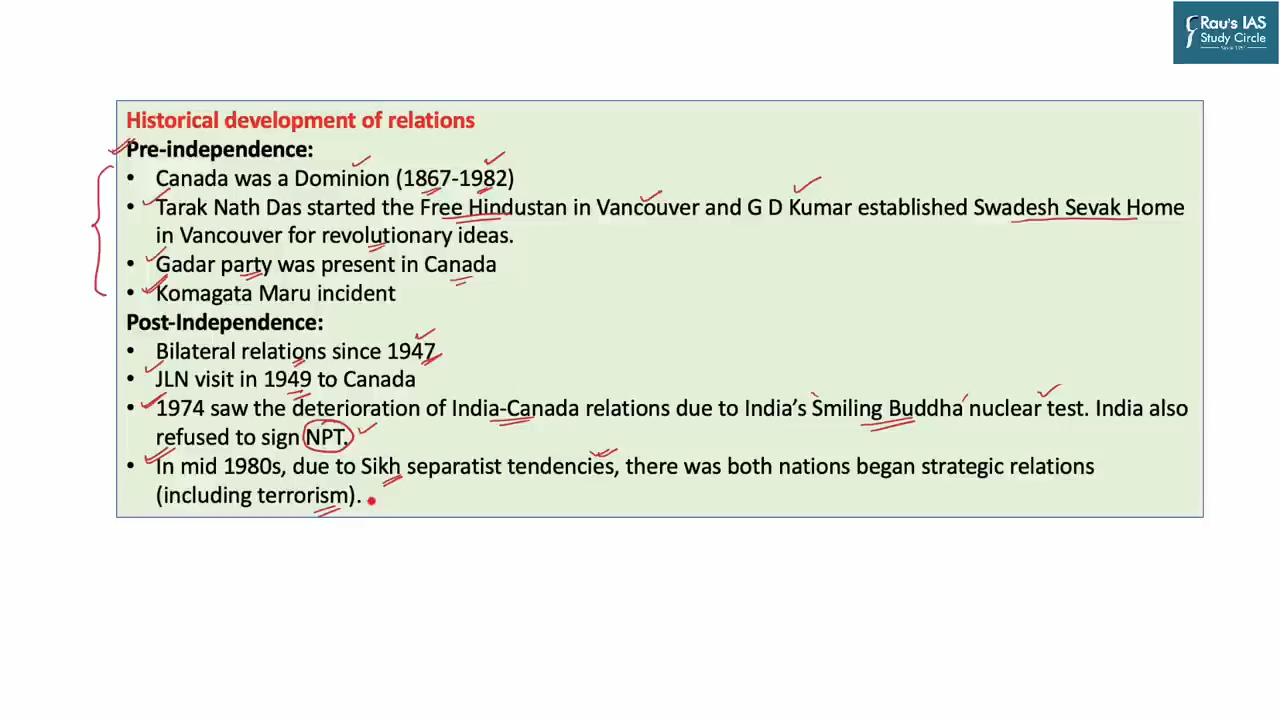 Rau's IAS
Study Circle
Historical development of relations
Pre-independence:
• Canada was a Dominion (1867-1982)
• Tarak Nath Das started the Free Hindustan in Vancouver and G D Kumar established Swadesh Sevak Home
in Vancouver for revolutionary ideas.
• Gadar party was present in Canada
• Komagata Maru incident
Post-Independence:
• Bilateral relations since 1947
• JLN visit in 1949 to Canada
• 1974 saw the deterioration of India-Canada relations due to India's Smiling Buddha nuclear test. India also
refused to sign NPT.
• In mid 1980s, due to Sikh separatist tendencies, there was both nations began strategic relations
(including terrorism).